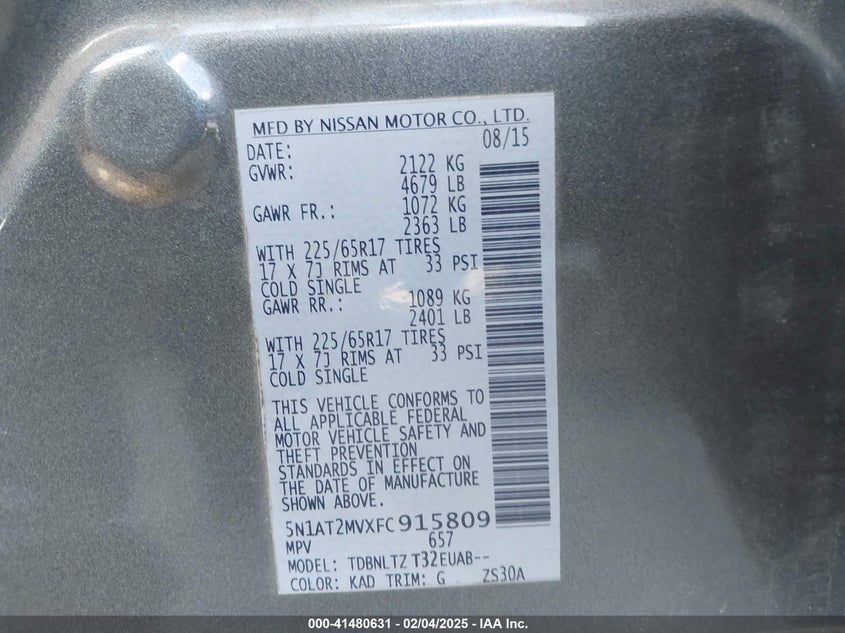 MFD BY NISSAN MOTOR CO., LTD.
DATE: 08/15
GVWR: 2122 KG
4679 LB
GAWR FR.: 1072 KG
2363 LB
WITH 225/65R17 TIRES
17 X 7J RIMS AT 33 PSI
COLD SINGLE
GAWR RR.: 1089 KG
2401 LB
WITH 225/65R17 TIRES
17 X 7J RIMS AT 33 PSI
COLD SINGLE
THIS VEHICLE CONFORMS TO
ALL APPLICABLE FEDERAL
MOTOR VEHICLE SAFETY AND
THEFT PREVENTION
STANDARDS IN EFFECT ON
THE DATE OF MANUFACTURE
SHOWN ABOVE.
5N1AT2MVXFC915809
MPV 657
MODEL: TDBNLTZ T32EUAB--
COLOR: KAD TRIM: G ZS30A
000-41480631 - 02/04/2025 - IAA Inc.